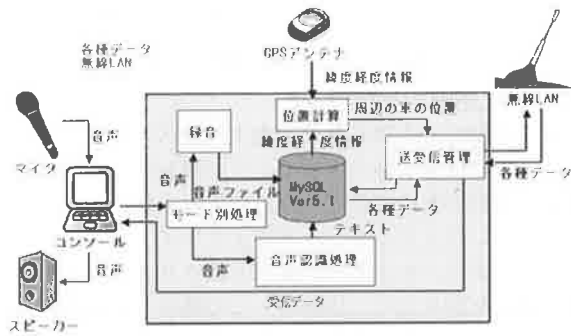 各種データ
無線LAN
GPSアンテナ
緯度経度情報
無線LAN
マイク
音声
録音
位置計算
周辺の車の位置
緯度経度情報
送受信管理
各種データ
音声
音声ファイル
MySQL
Ver5.1
各種データ
モード別処理
テキスト
コンソール
音声
音声認識処理
音声
受信データ
スピーカー